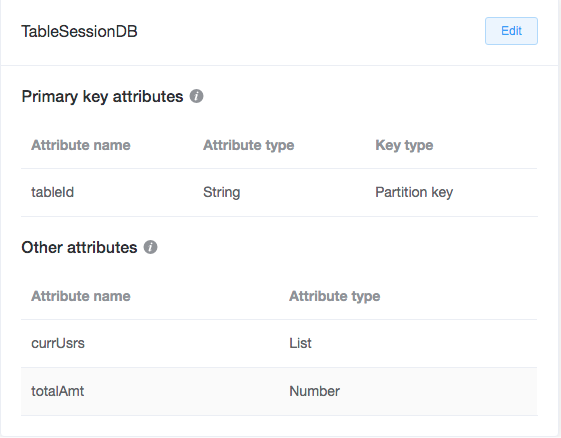 TableSessionDB
Edit
Primary key attributes i
Attribute name Attribute type Key type
tableId String Partition key
Other attributes i
Attribute name Attribute type
currUsrs List
totalAmt Number